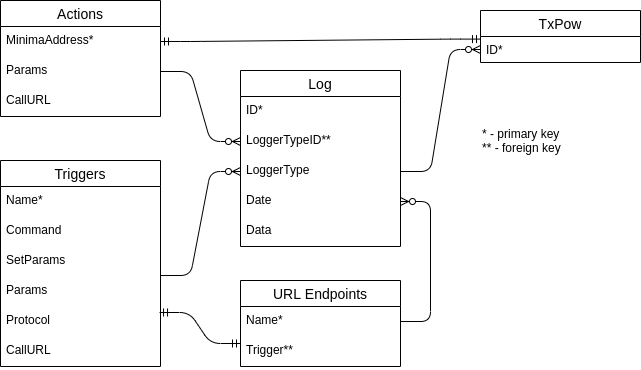 Actions
MinimaAddress*
Params
CallURL
TxPow
ID*
Log
ID*
LoggerTypeID**
LoggerType
Date
Data
* - primary key
** - foreign key
Triggers
Name*
Command
SetParams
Params
Protocol
CallURL
URL Endpoints
Name*
Trigger**